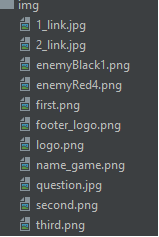 img
1_link.jpg
2_link.jpg
enemyBlack1.png
enemyRed4.png
first.png
footer_logo.png
logo.png
name_game.png
question.jpg
second.png
third.png